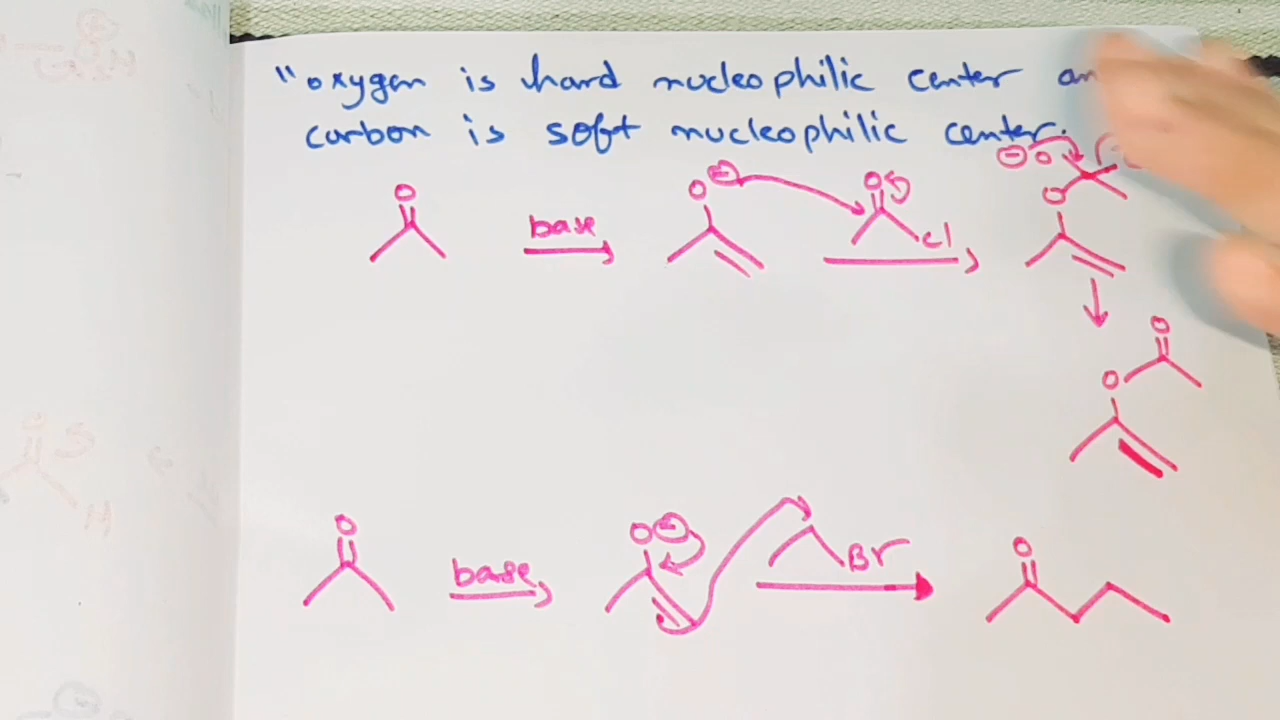 "oxygen is hard nucleophilic center an
carbon is soft nucleophilic center.
⊖ O
O
O
O ⊖
O
base
Cl
O
O
O
O ⊖
O
base
Br
O